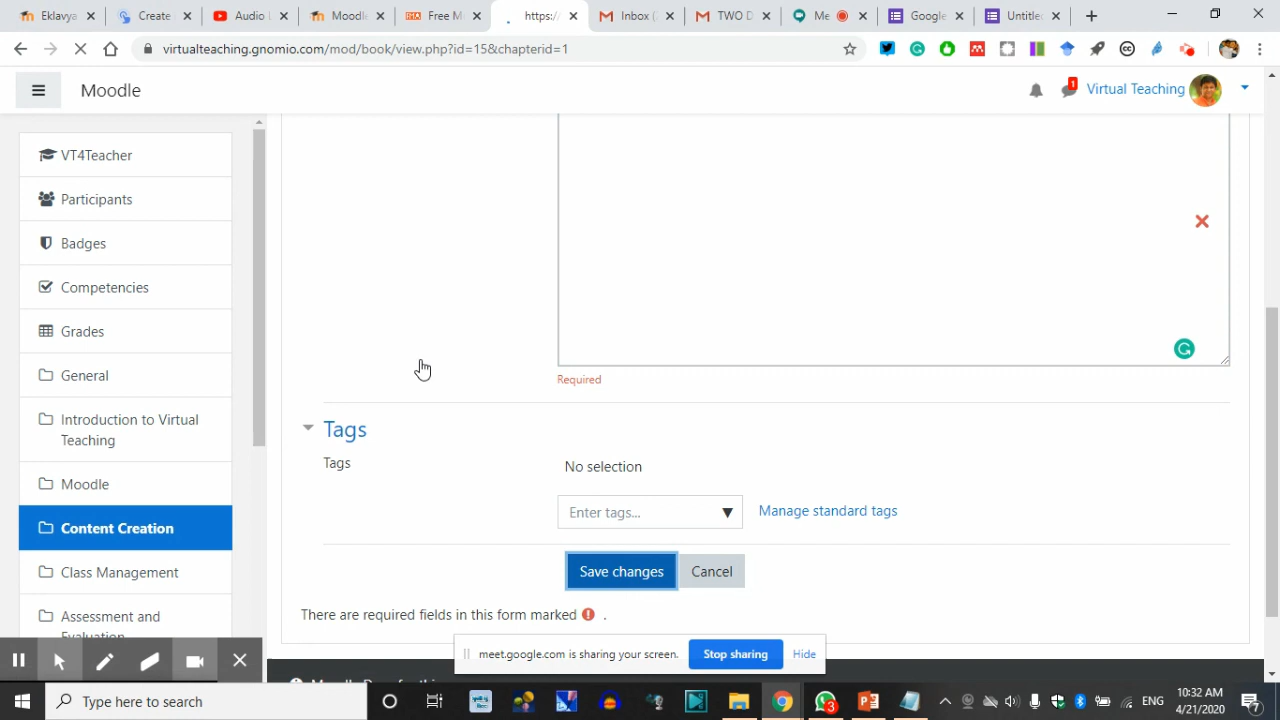 Eklavya
Create
Audio L
Moodle
Free M
https:/
Inbox (
TWO D
Me
Google
Untitle
virtualteaching.gnomio.com/mod/book/view.php?id=15&chapterid=1
Moodle
1
Virtual Teaching
VT4Teacher
Participants
Badges
Competencies
Grades
General
Introduction to Virtual
Teaching
Moodle
Content Creation
Class Management
Assessment and
Evaluation
Required
Tags
Tags
No selection
Enter tags...
Manage standard tags
Save changes
Cancel
There are required fields in this form marked .
meet.google.com is sharing your screen.
Stop sharing
Hide
Type here to search
3
ENG
10:32 AM
4/21/2020
7